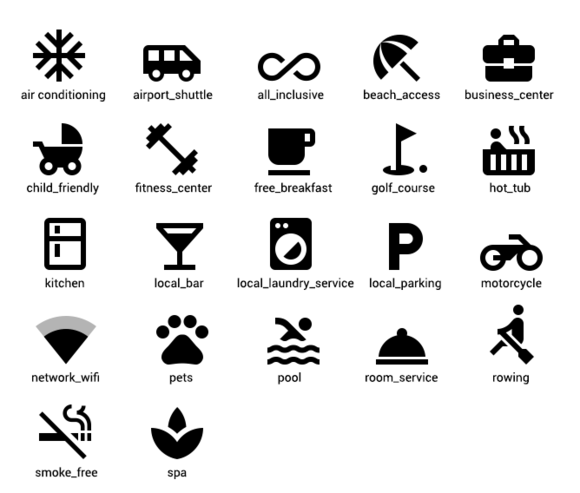 air conditioning
airport_shuttle
all_inclusive
beach_access
business_center
child_friendly
fitness_center
free_breakfast
golf_course
hot_tub
kitchen
local_bar
local_laundry_service
local_parking
P
motorcycle
network_wifi
pets
pool
room_service
rowing
smoke_free
spa